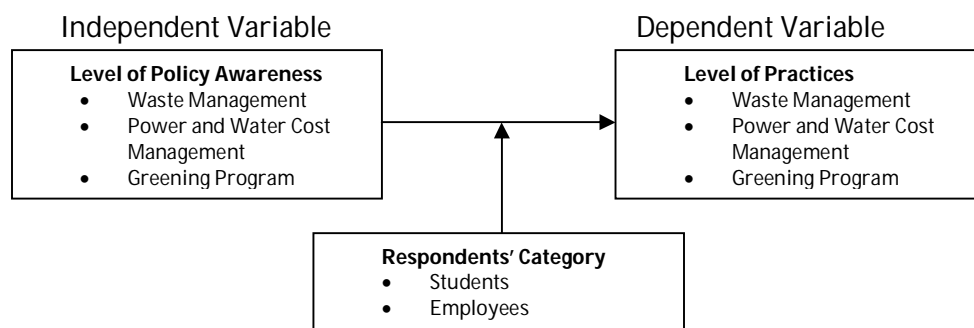 Independent Variable
Dependent Variable
Level of Policy Awareness
• Waste Management
• Power and Water Cost
Management
• Greening Program
Level of Practices
• Waste Management
• Power and Water Cost
Management
• Greening Program
Respondents' Category
• Students
• Employees